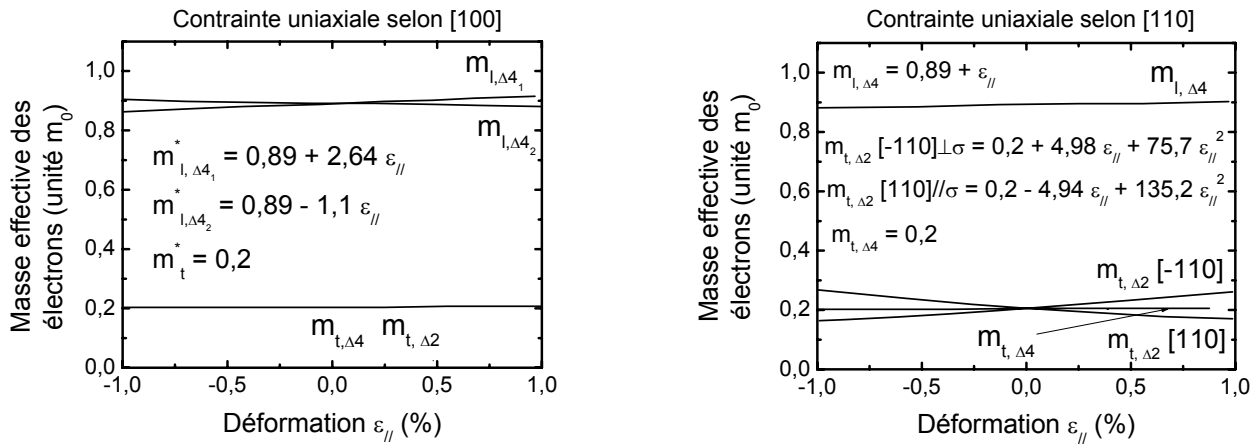 Contrainte uniaxiale selon [100]
Masse effective des
électrons (unité m0)
1,0
0,8
0,6
0,4
0,2
0,0
-1,0
-0,5
0,0
0,5
1,0
Déformation ε// (%)
ml,Δ41
ml,Δ42
m*l,Δ41 = 0,89 + 2,64 ε//
m*l,Δ42 = 0,89 - 1,1 ε//
m*t = 0,2
mt,Δ4 mt,Δ2
Contrainte uniaxiale selon [110]
Masse effective des
électrons (unité m0)
1,0
0,8
0,6
0,4
0,2
0,0
-1,0
-0,5
0,0
0,5
1,0
Déformation ε// (%)
ml, Δ4 = 0,89 + ε//
ml, Δ4
mt, Δ2 [-110]⊥σ = 0,2 + 4,98 ε// + 75,7 ε//2
mt, Δ2 [110]//σ = 0,2 - 4,94 ε// + 135,2 ε//2
mt, Δ4 = 0,2
mt, Δ2 [-110]
mt, Δ4
mt, Δ2 [110]